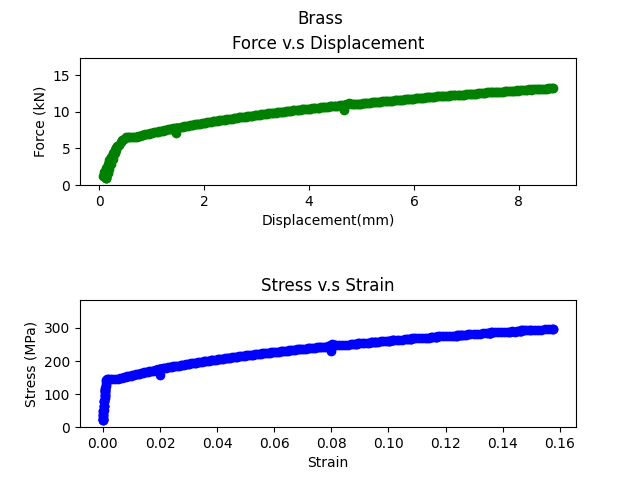 Brass
Force v.s Displacement
Force (kN)
15
10
5
0
0 2 4 6 8
Displacement(mm)
Stress v.s Strain
Stress (MPa)
300
200
100
0
0.00 0.02 0.04 0.06 0.08 0.10 0.12 0.14 0.16
Strain